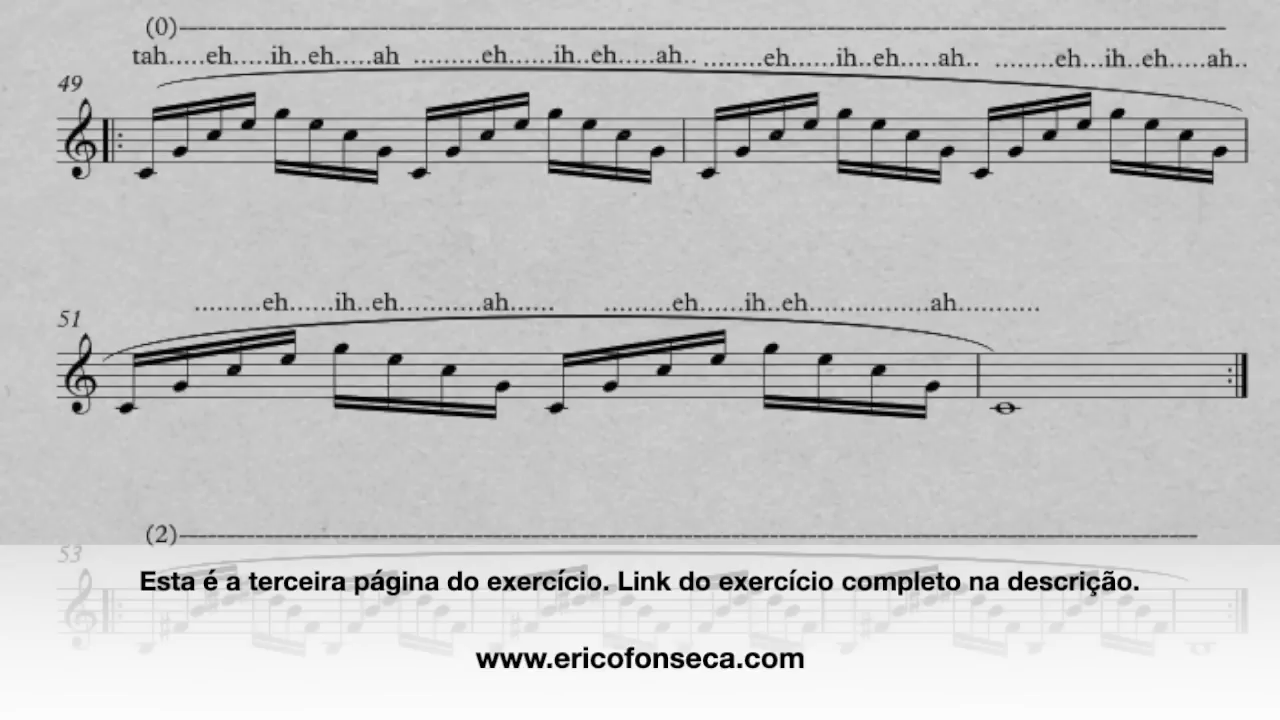 (0)--------------------------------------------------------------------------------
tah.....eh.....ih..eh.....ah .........eh......ih..eh.....ah.. ........eh......ih..eh.....ah.. ........eh...ih..eh.....ah..
49
.........eh......ih..eh..........ah...... .........eh......ih..eh.................ah...........
51
(2)--------------------------------------------------------------------------------
53
Esta é a terceira página do exercício. Link do exercício completo na descrição.
www.ericofonseca.com